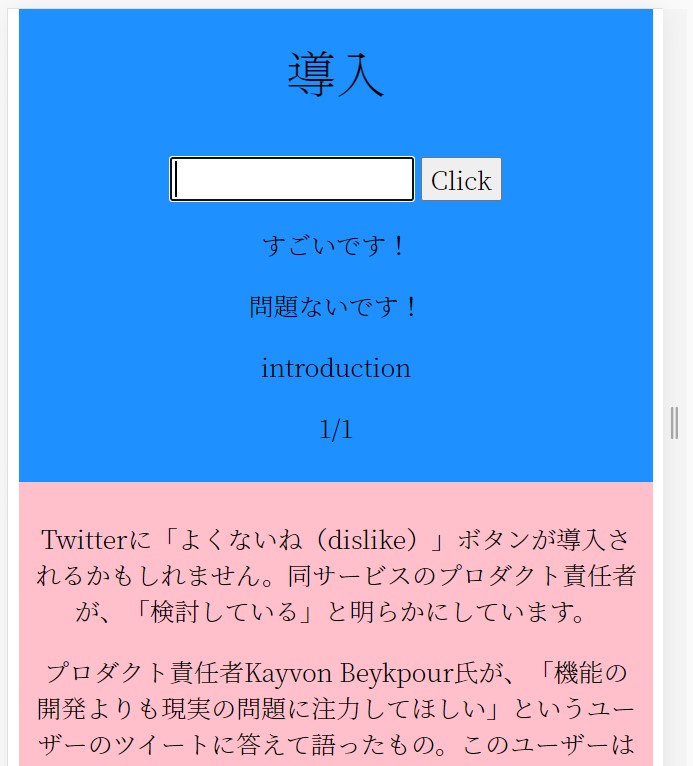 導入
Click
すごいです！
問題ないです！
introduction
1/1
Twitterに「よくないね（dislike）」ボタンが導入さ
れるかもしれません。同サービスのプロダクト責任者
が、「検討している」と明らかにしています。
プロダクト責任者Kayvon Beykpour氏が、「機能の
開発よりも現実の問題に注力してほしい」というユー
ザーのツイートに答えて語ったもの。このユーザーは